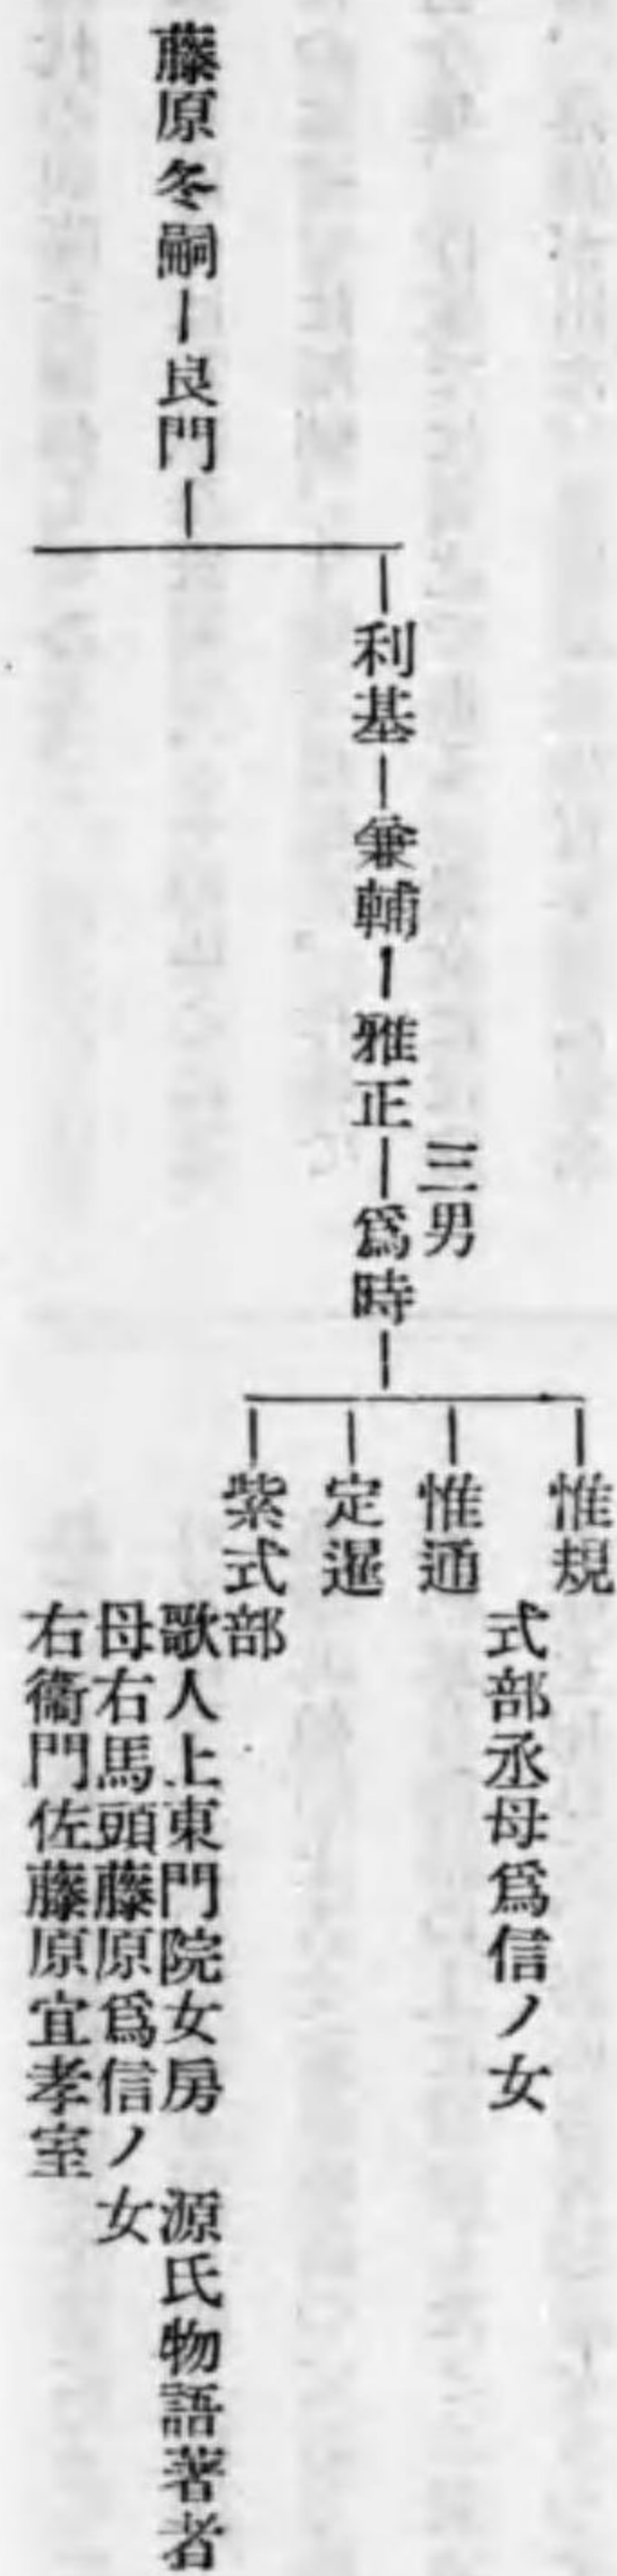 藤原冬嗣―良門―
―利基―兼輔―雅正―爲時―
三男
―惟規
式部丞母爲信ノ女
―惟通
―定暹
―紫式部
歌人上東門院女房　源氏物語著者
母右馬頭藤原爲信ノ女
右衞門佐藤原宣孝室